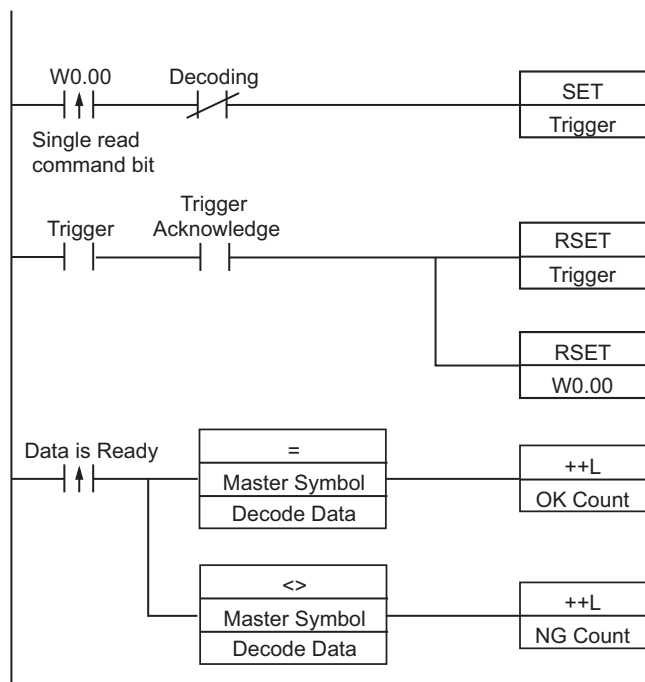 W0.00
Decoding
SET
Trigger
Single read
command bit
Trigger
Trigger
Acknowledge
RSET
Trigger
RSET
W0.00
Data is Ready
=
Master Symbol
Decode Data
++L
OK Count
<>
Master Symbol
Decode Data
++L
NG Count